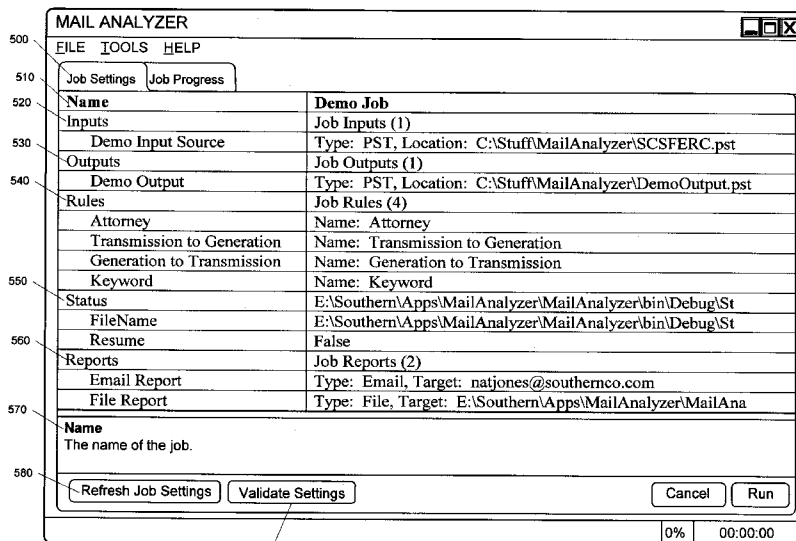 MAIL ANALYZER
FILE TOOLS HELP
500
Job Settings Job Progress
510
Name Demo Job
520
Inputs Job Inputs (1)
Demo Input Source Type: PST, Location: C:\Stuff\MailAnalyzer\SCSFERC.pst
530
Outputs Job Outputs (1)
Demo Output Type: PST, Location: C:\Stuff\MailAnalyzer\DemoOutput.pst
540
Rules Job Rules (4)
Attorney Name: Attorney
Transmission to Generation Name: Transmission to Generation
Generation to Transmission Name: Generation to Transmission
Keyword Name: Keyword
550
Status E:\Southern\Apps\MailAnalyzer\MailAnalyzer\bin\Debug\St
FileName E:\Southern\Apps\MailAnalyzer\MailAnalyzer\bin\Debug\St
Resume False
560
Reports Job Reports (2)
Email Report Type: Email, Target: natjones@southernco.com
File Report Type: File, Target: E:\Southern\Apps\MailAnalyzer\MailAna
570
Name
The name of the job.
580
Refresh Job Settings Validate Settings Cancel Run
0% 00:00:00